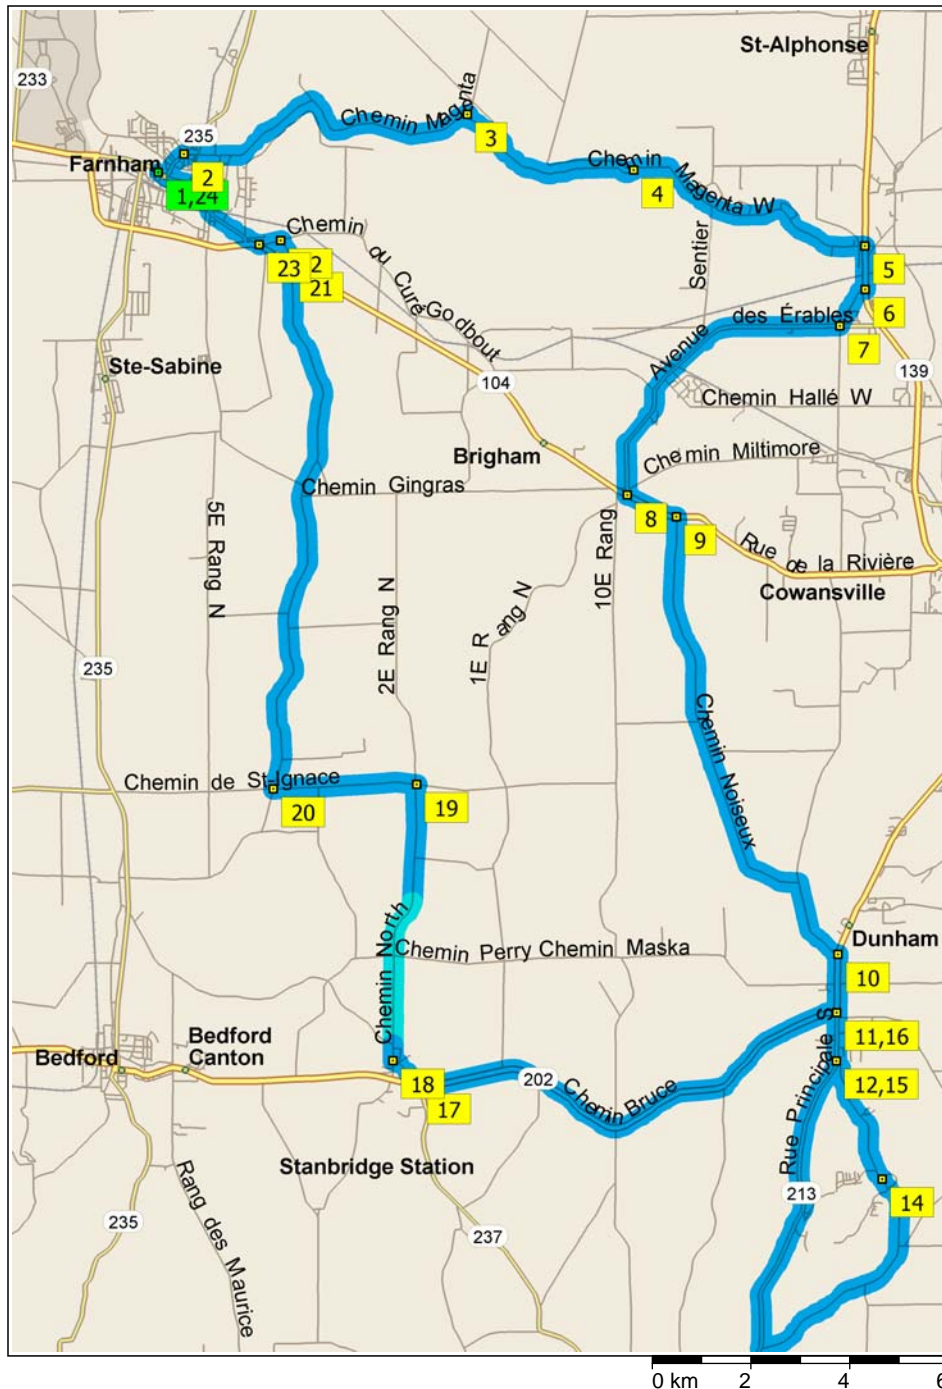 St-Alphonse
233
235
Chemin Magenta
3
Farnham
2
1,24
Chemin
4
Magenta W
Sentier
Chemin
du Curé-Godbout
23
2
21
5
6
des Érables
Avenue
7
139
Ste-Sabine
104
Chemin Hallé W
Brigham
Chemin Miltimore
Chemin Gingras
8
9
5E Rang N
10E Rang
Rue de la Rivière
Cowansville
2E Rang N
1E Rang N
235
Chemin Noiseux
Chemin de St-Ignace
20
19
Chemin North
Dunham
Chemin Perry
Chemin Maska
10
Bedford
Bedford
Canton
11,16
18
17
202
Chemin Bruce
12,15
Rue Principale S
Stanbridge Station
Rang des Maurice
213
14
235
237
0 km
2
4
6